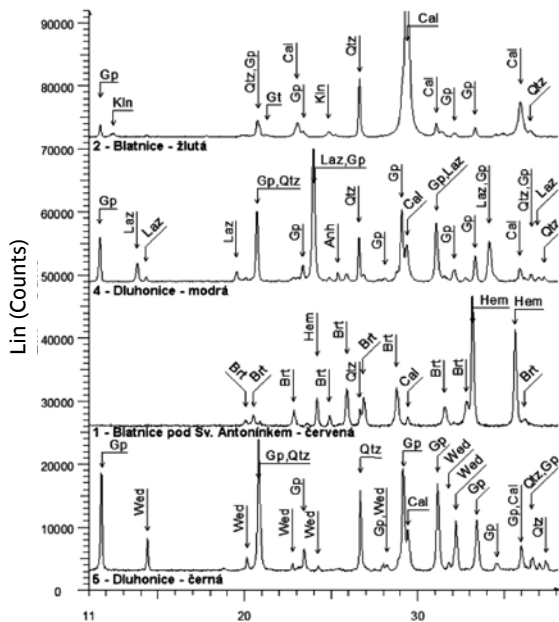 Lin (Counts)
90000
80000
70000
60000
50000
40000
30000
20000
10000
0
Gp
Kln
Qtz,Gp
Gt
Cal
Gp
Kln
Qtz
Cal
Cal
Gp
Gp
Cal
Qtz
2 - Blatnice - žlutá
Gp
Laz
Laz
Laz
Gp,Qtz
Gp
Laz,Gp
Anh
Qtz
Gp
Gp
Cal
Gp,Laz
Gp
Gp
Laz,Gp
Cal
Qtz,Gp
Laz
Qtz
4 - Dluhonice - modrá
Brt
Brt
Brt
Hem
Brt
Brt
Qtz
Brt
Brt
Cal
Brt
Brt
Hem
Hem
Brt
1 - Blatnice pod Sv. Antonínkem - červená
Gp
Wed
Wed
Gp,Qtz
Wed
Gp
Wed
Qtz
Gp,Wed
Gp
Cal
Gp
Wed
Wed
Gp
Gp
Gp,Cal
Qtz,Gp
Qtz
5 - Dluhonice - černá
11
20
30